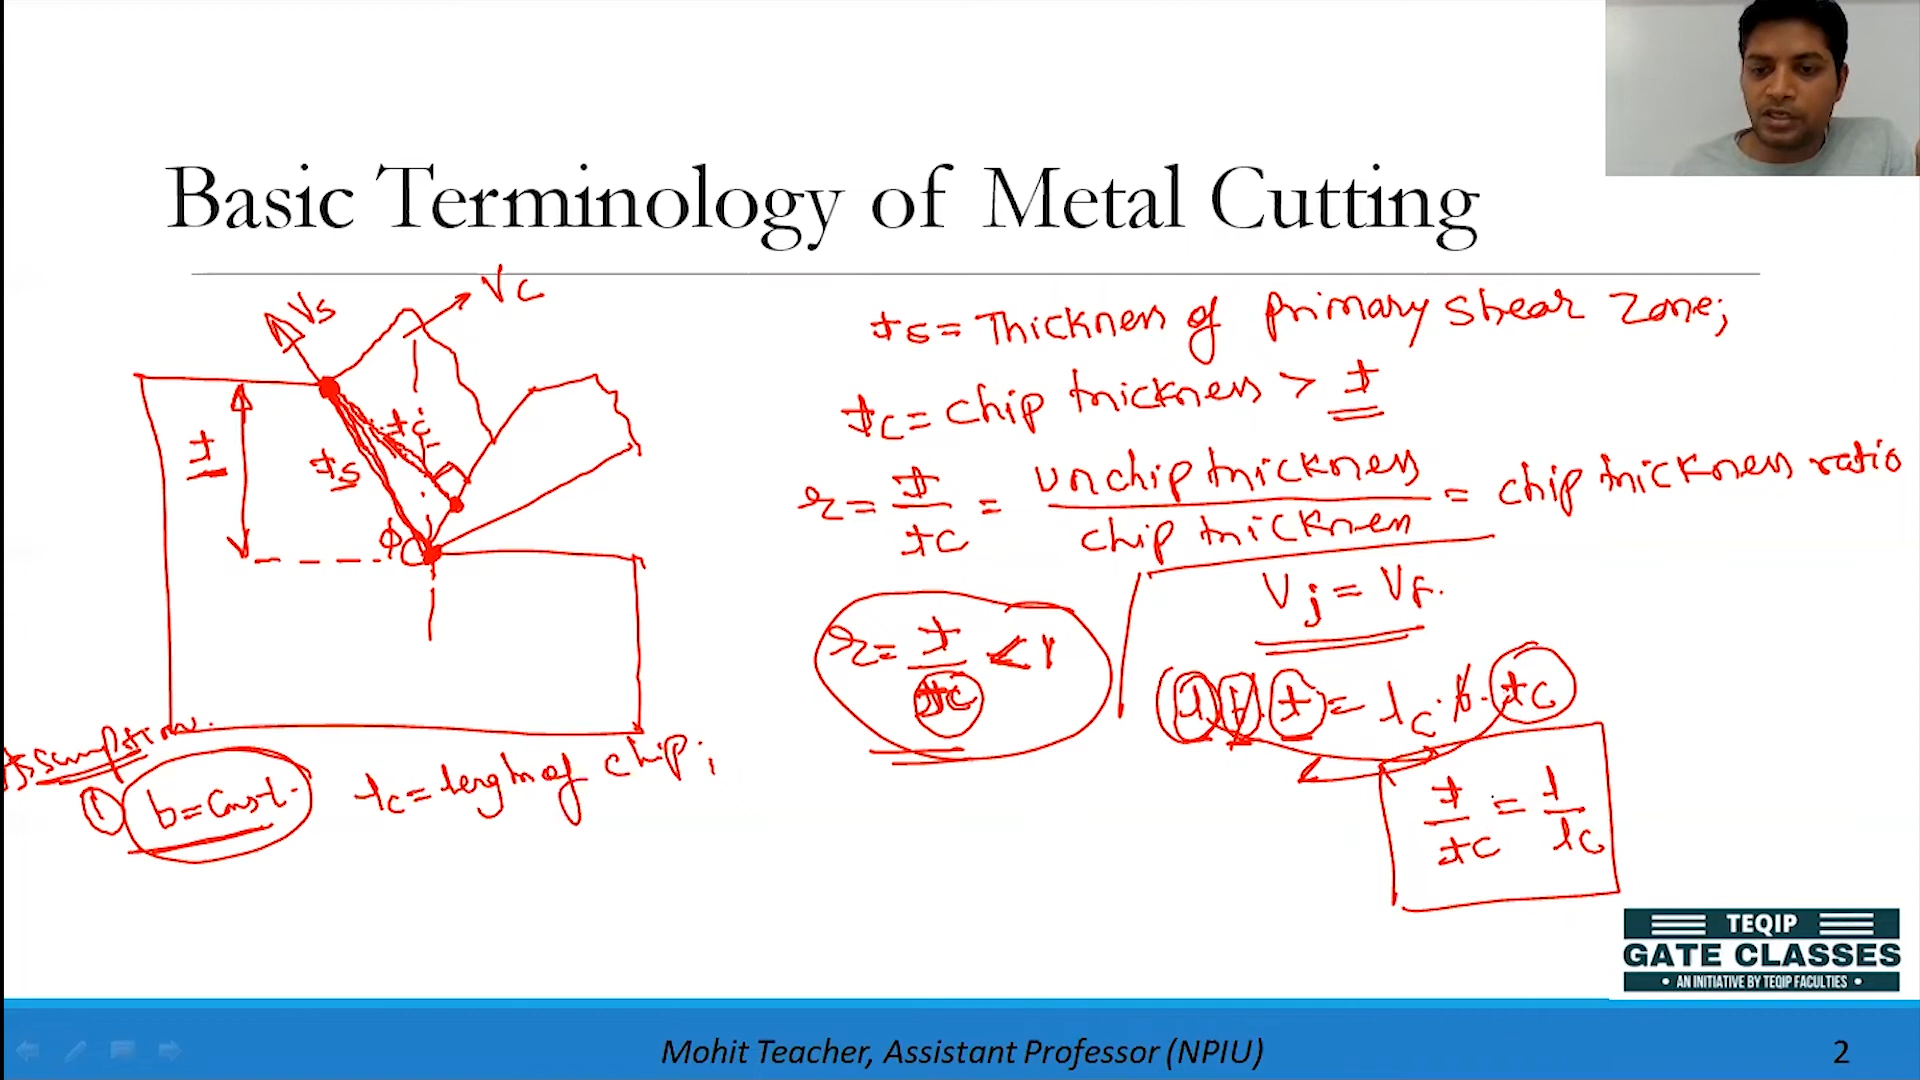 Basic Terminology of Metal Cutting
Vs
Vc
t
ts
tc
ϕ
ts = Thickness of primary shear zone;
tc = chip thickness > t
r = t/tc = unchip thickness / chip thickness = chip thickness ratio
r = t/tc < 1
Vi = Vf.
l b t = lc . b . tc
t/tc = l/lc
Assumption.
① b = Const.
lc = length of chip;
TEQIP
GATE CLASSES
• AN INITIATIVE BY TEQIP FACULTIES •
Mohit Teacher, Assistant Professor (NPIU)
2